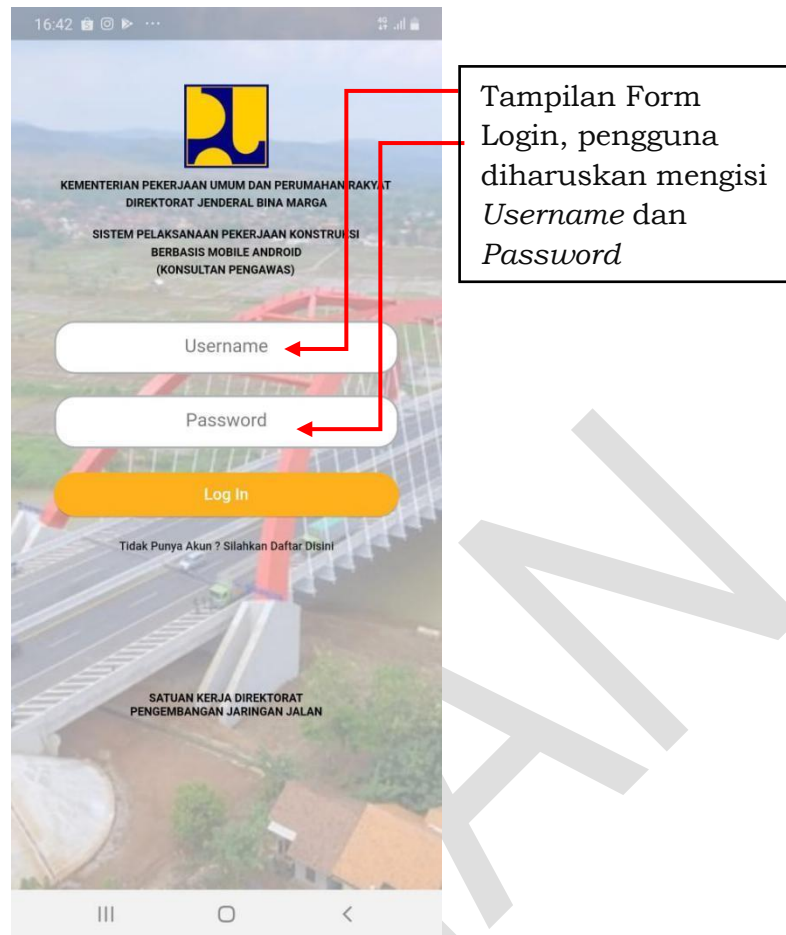 16:42
KEMENTERIAN PEKERJAAN UMUM DAN PERUMAHAN RAKYAT
DIREKTORAT JENDERAL BINA MARGA
SISTEM PELAKSANAAN PEKERJAAN KONSTRUKSI
BERBASIS MOBILE ANDROID
(KONSULTAN PENGAWAS)
Username
Password
Log In
Tidak Punya Akun ? Silahkan Daftar Disini
SATUAN KERJA DIREKTORAT
PENGEMBANGAN JARINGAN JALAN
Tampilan Form
Login, pengguna
diharuskan mengisi
Username dan
Password